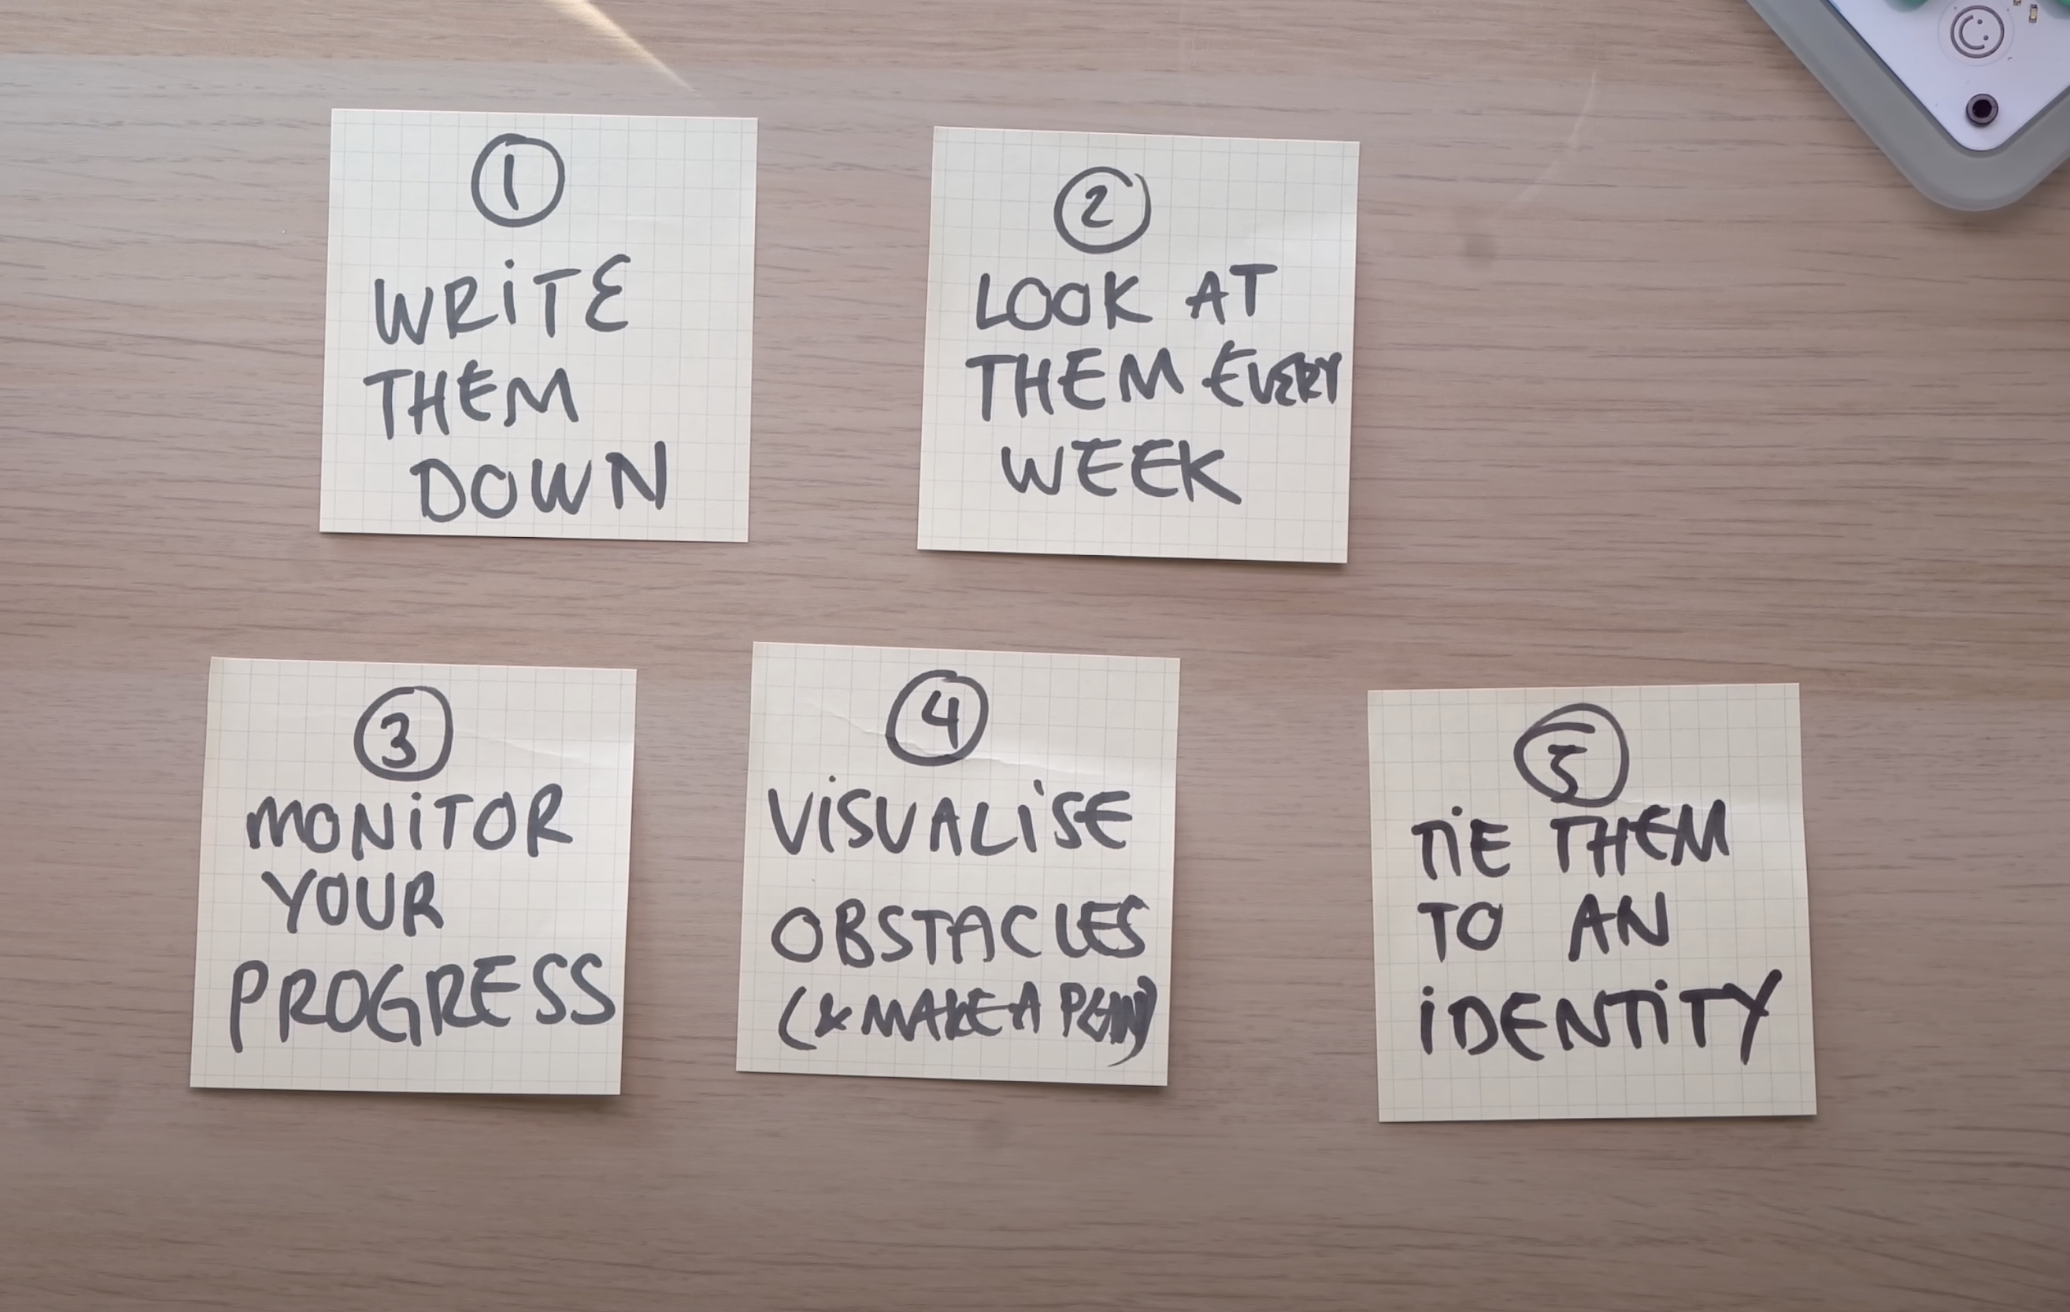 1
WRITE
THEM
DOWN
2
LOOK AT
THEM EVERY
WEEK
3
MONITOR
YOUR
PROGRESS
4
VISUALISE
OBSTACLES
(& MAKE A PLAN)
5
TIE THEM
TO AN
IDENTITY